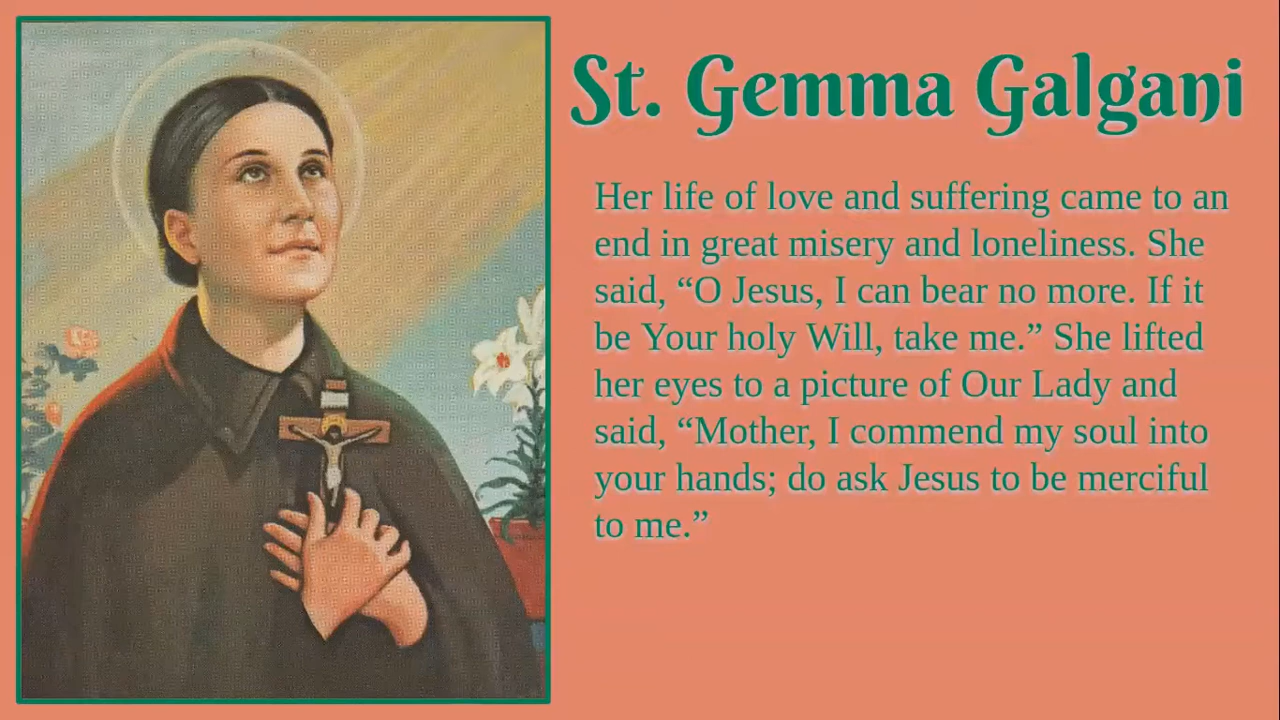 St. Gemma Galgani
Her life of love and suffering came to an
end in great misery and loneliness. She
said, “O Jesus, I can bear no more. If it
be Your holy Will, take me.” She lifted
her eyes to a picture of Our Lady and
said, “Mother, I commend my soul into
your hands; do ask Jesus to be merciful
to me.”